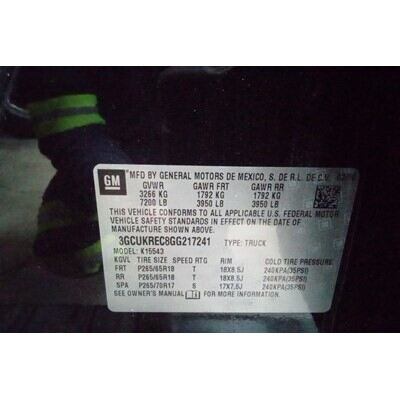 GM
MFD BY GENERAL MOTORS DE MEXICO, S. DE R.L. DE C.V.
GVWR GAWR FRT GAWR RR
3266 KG 1792 KG 1792 KG
7200 LB 3950 LB 3950 LB
THIS VEHICLE CONFORMS TO ALL APPLICABLE U.S. FEDERAL MOTOR
VEHICLE SAFETY STANDARDS IN EFFECT ON THE DATE OF
MANUFACTURE SHOWN ABOVE.
3GCUKREC8GG217241 TYPE: TRUCK
MODEL: K15543
KGVL TIRE SIZE SPEED RTG RIM COLD TIRE PRESSURE
FRT P265/65R18 T 18X8.5J 240KPA(35PSI)
RR P265/65R18 T 18X8.5J 240KPA(35PSI)
SPA P265/70R17 S 17X7.5J 240KPA(35PSI)
SEE OWNER'S MANUAL